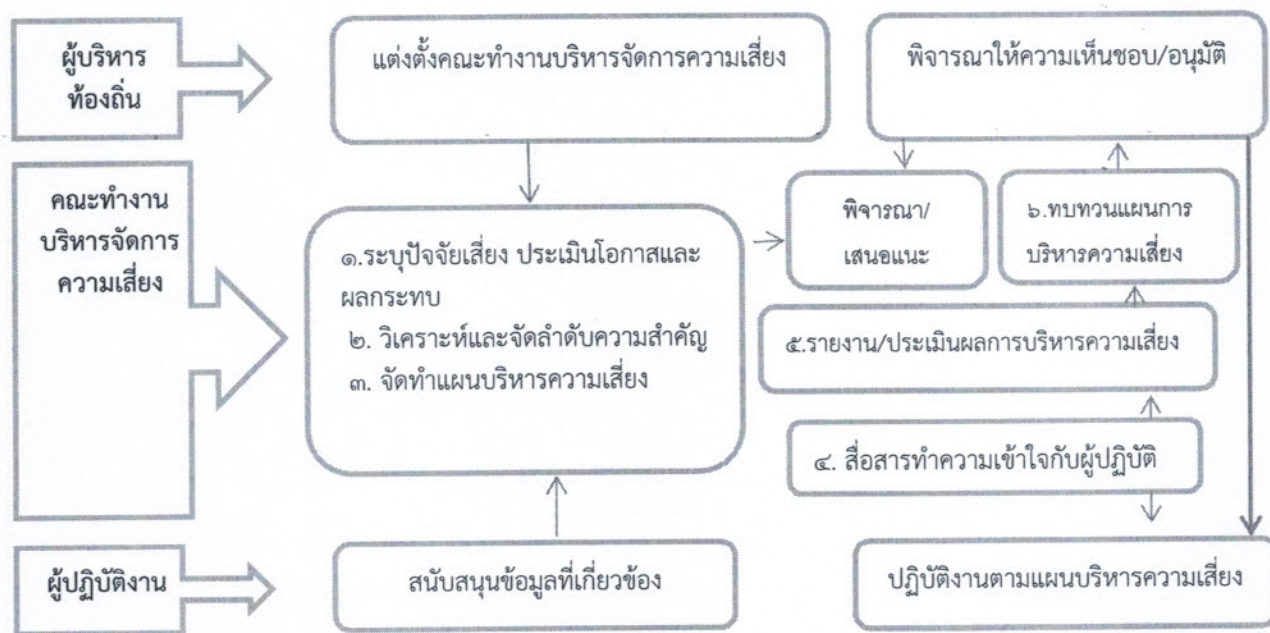 ผู้บริหาร
ท้องถิ่น
แต่งตั้งคณะทำงานบริหารจัดการความเสี่ยง
พิจารณาให้ความเห็นชอบ/อนุมัติ
คณะทำงาน
บริหารจัดการ
ความเสี่ยง
๑.ระบุปัจจัยเสี่ยง ประเมินโอกาสและ
ผลกระทบ
๒. วิเคราะห์และจัดลำดับความสำคัญ
๓. จัดทำแผนบริหารความเสี่ยง
พิจารณา/
เสนอแนะ
๖.ทบทวนแผนการ
บริหารความเสี่ยง
๕.รายงาน/ประเมินผลการบริหารความเสี่ยง
๔. สื่อสารทำความเข้าใจกับผู้ปฏิบัติ
ผู้ปฏิบัติงาน
สนับสนุนข้อมูลที่เกี่ยวข้อง
ปฏิบัติงานตามแผนบริหารความเสี่ยง